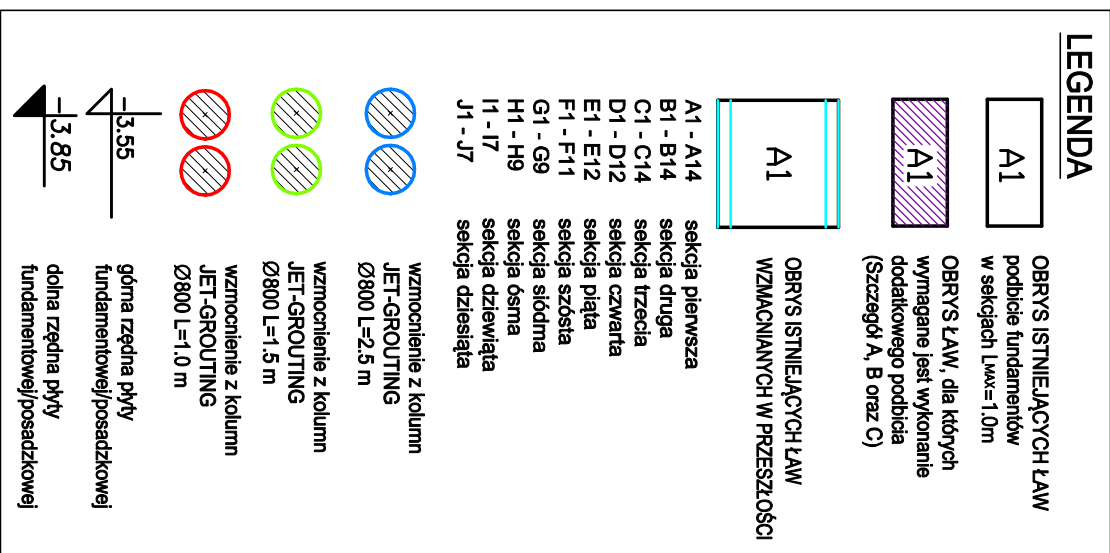 LEGENDA
A1
OBRYS ISTNIEJĄCYCH ŁAW
podbicie fundamentów
w sekcjach LMAX=1.0m
A1
OBRYS ŁAW, dla których
wymagane jest wykonanie
dodatkowego podbicia
(Szczegół A, B oraz C)
A1
OBRYS ISTNIEJĄCYCH ŁAW
WZMACNIANYCH W PRZESZŁOŚCI
A1 - A14 sekcja pierwsza
B1 - B14 sekcja druga
C1 - C14 sekcja trzecia
D1 - D12 sekcja czwarta
E1 - E12 sekcja piąta
F1 - F11 sekcja szósta
G1 - G9 sekcja siódma
H1 - H9 sekcja ósma
I1 - I7 sekcja dziewiąta
J1 - J7 sekcja dziesiąta
wzmocnienie z kolumn
JET-GROUTING
Ø800 L=2.5 m
wzmocnienie z kolumn
JET-GROUTING
Ø800 L=1.5 m
wzmocnienie z kolumn
JET-GROUTING
Ø800 L=1.0 m
-3.55
górna rzędna płyty
fundamentowej/posadzkowej
-3.85
dolna rzędna płyty
fundamentowej/posadzkowej